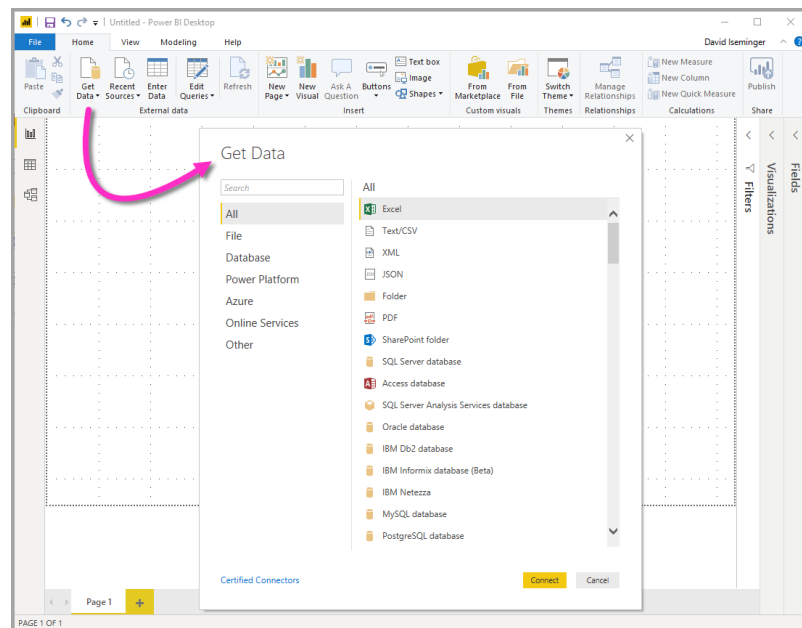 Untitled - Power BI Desktop
File Home View Modeling Help David Iseminger
Paste
Get Data
Recent Sources
Enter Data
Edit Queries
Refresh
New Page
New Visual
Ask A Question
Buttons
Text box
Image
Shapes
From Marketplace
From File
Switch Theme
Manage Relationships
New Measure
New Column
New Quick Measure
Publish
Clipboard External data Insert Custom visuals Themes Relationships Calculations Share
Get Data
Search
All
File
Database
Power Platform
Azure
Online Services
Other
All
Excel
Text/CSV
XML
JSON
Folder
PDF
SharePoint folder
SQL Server database
Access database
SQL Server Analysis Services database
Oracle database
IBM Db2 database
IBM Informix database (Beta)
IBM Netezza
MySQL database
PostgreSQL database
Certified Connectors
Connect Cancel
Filters
Visualizations
Fields
Page 1
PAGE 1 OF 1